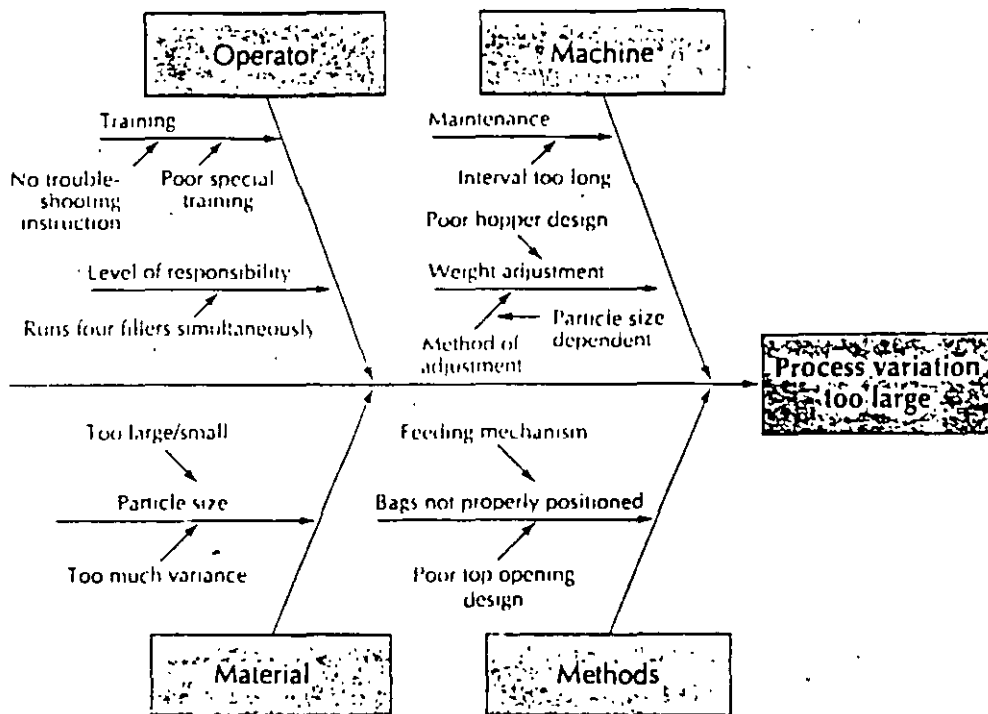 Operator
Machine
Training
No trouble-
shooting
instruction
Poor special
training
Level of responsibility
Runs four fillers simultaneously
Maintenance
Interval too long
Poor hopper design
Weight adjustment
Particle size
dependent
Method of
adjustment
Process variation
too large
Too large/small
Particle size
Too much variance
Feeding mechanism
Bags not properly positioned
Poor top opening
design
Material
Methods